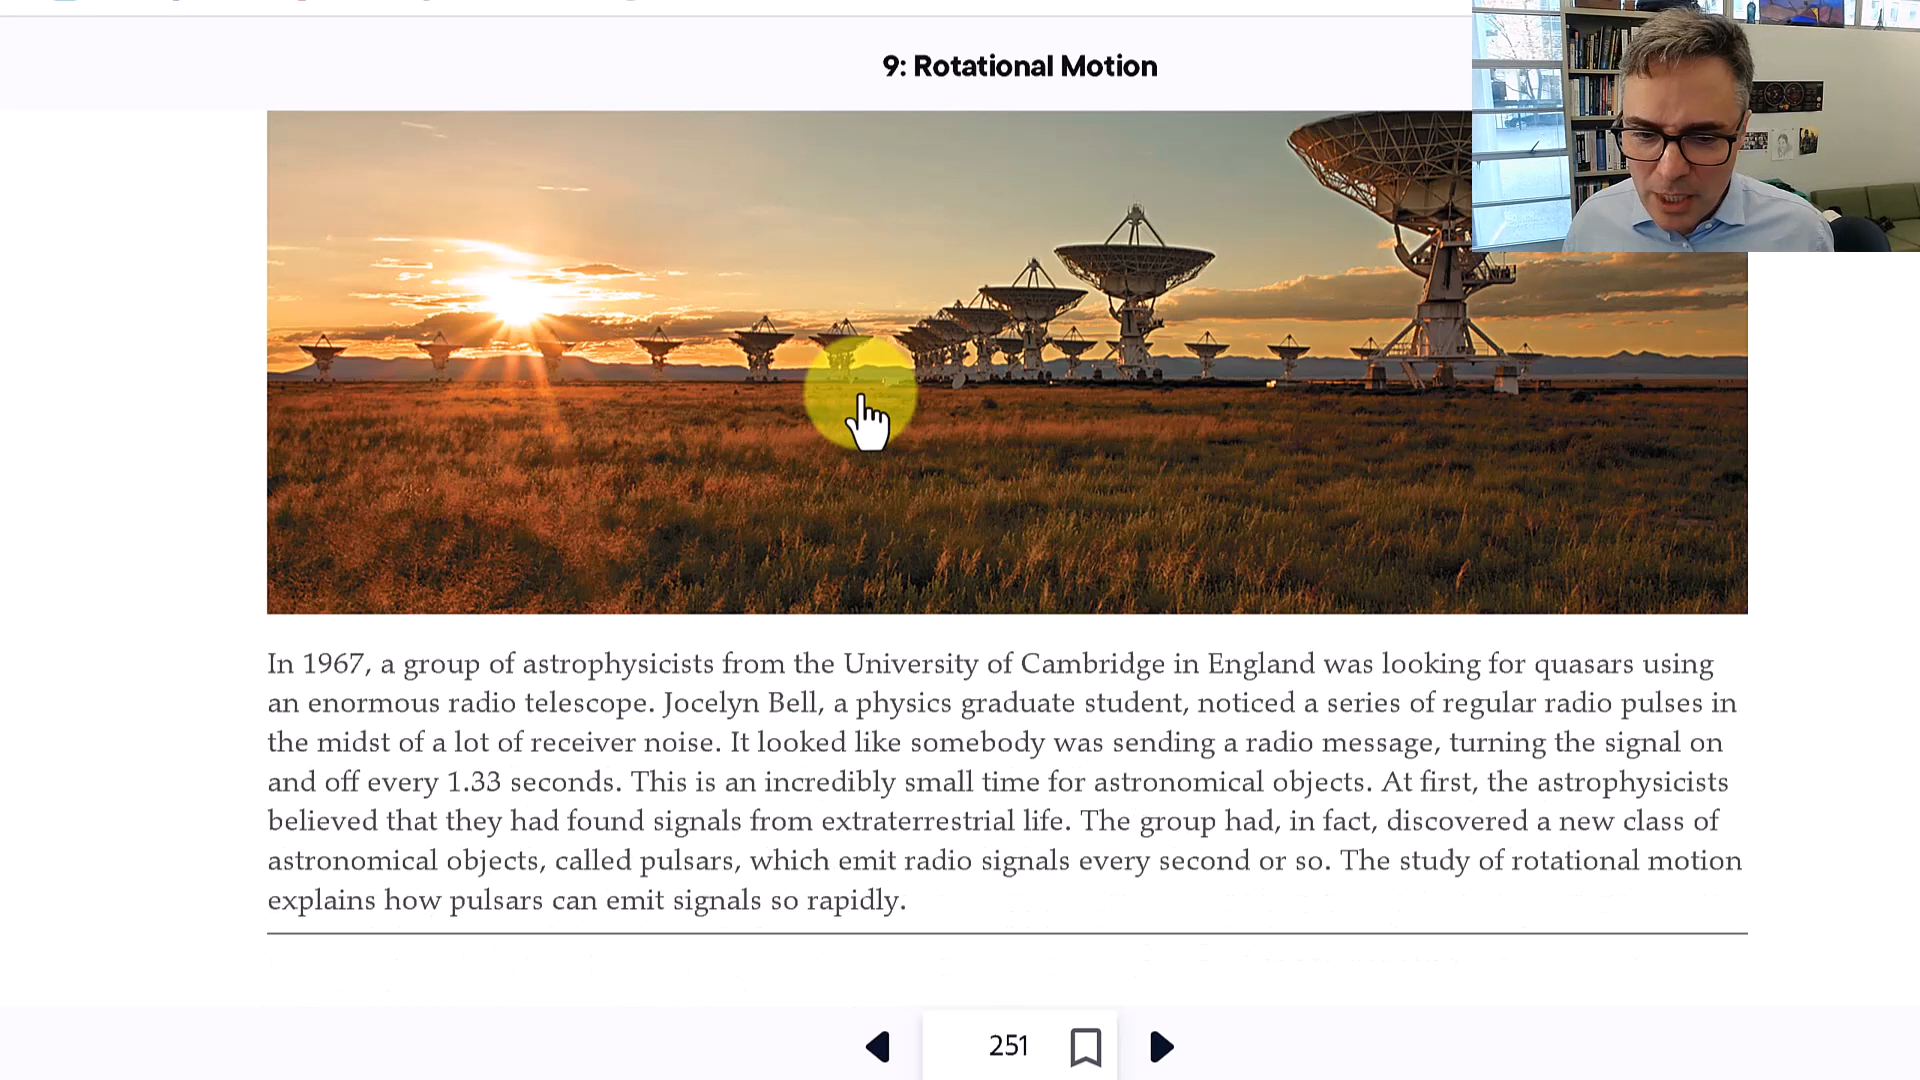 9: Rotational Motion
In 1967, a group of astrophysicists from the University of Cambridge in England was looking for quasars using
an enormous radio telescope. Jocelyn Bell, a physics graduate student, noticed a series of regular radio pulses in
the midst of a lot of receiver noise. It looked like somebody was sending a radio message, turning the signal on
and off every 1.33 seconds. This is an incredibly small time for astronomical objects. At first, the astrophysicists
believed that they had found signals from extraterrestrial life. The group had, in fact, discovered a new class of
astronomical objects, called pulsars, which emit radio signals every second or so. The study of rotational motion
explains how pulsars can emit signals so rapidly.
251